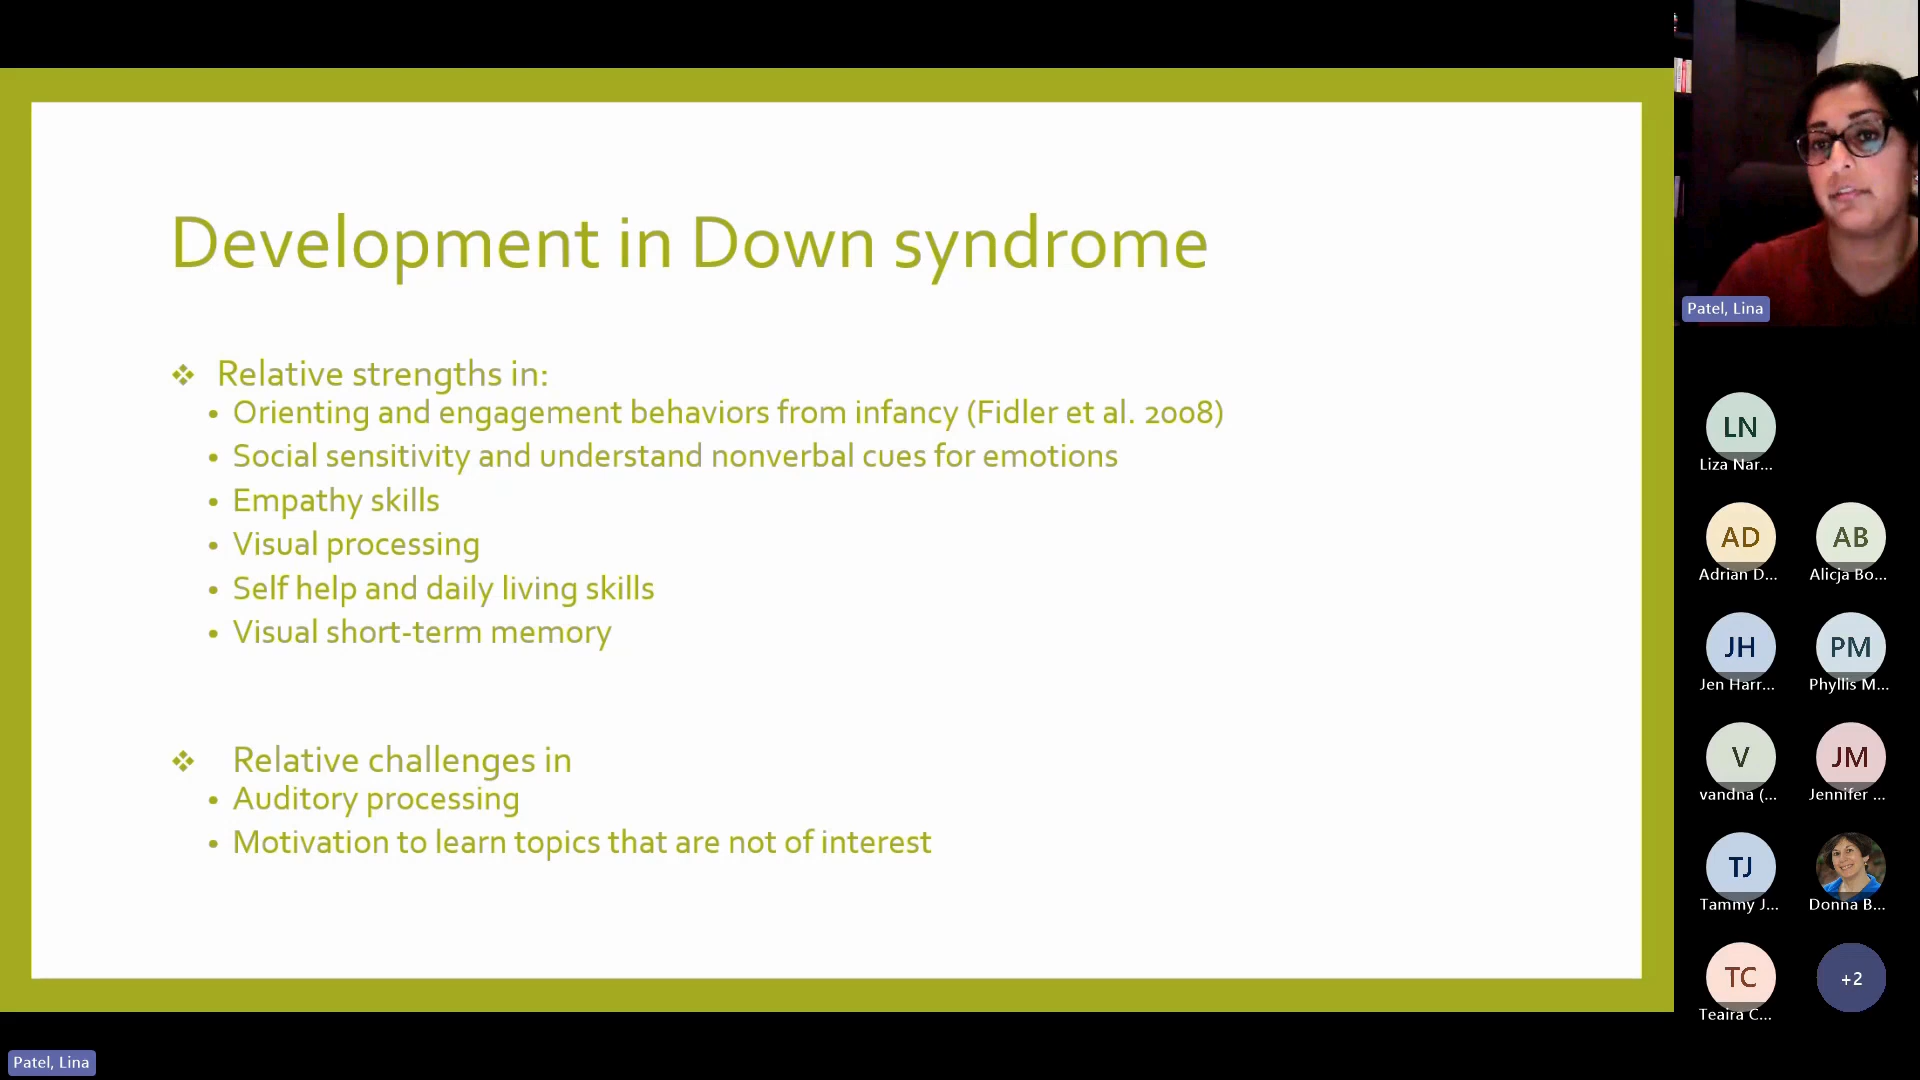 Development in Down syndrome
❖ Relative strengths in:
• Orienting and engagement behaviors from infancy (Fidler et al. 2008)
• Social sensitivity and understand nonverbal cues for emotions
• Empathy skills
• Visual processing
• Self help and daily living skills
• Visual short-term memory
❖ Relative challenges in
• Auditory processing
• Motivation to learn topics that are not of interest
Patel, Lina
Patel, Lina
LN
Liza Nar...
AD
Adrian D...
AB
Alicja Bo...
JH
Jen Harr...
PM
Phyllis M...
V
vandna (...
JM
Jennifer ...
TJ
Tammy J...
Donna B...
TC
Teaira C...
+2